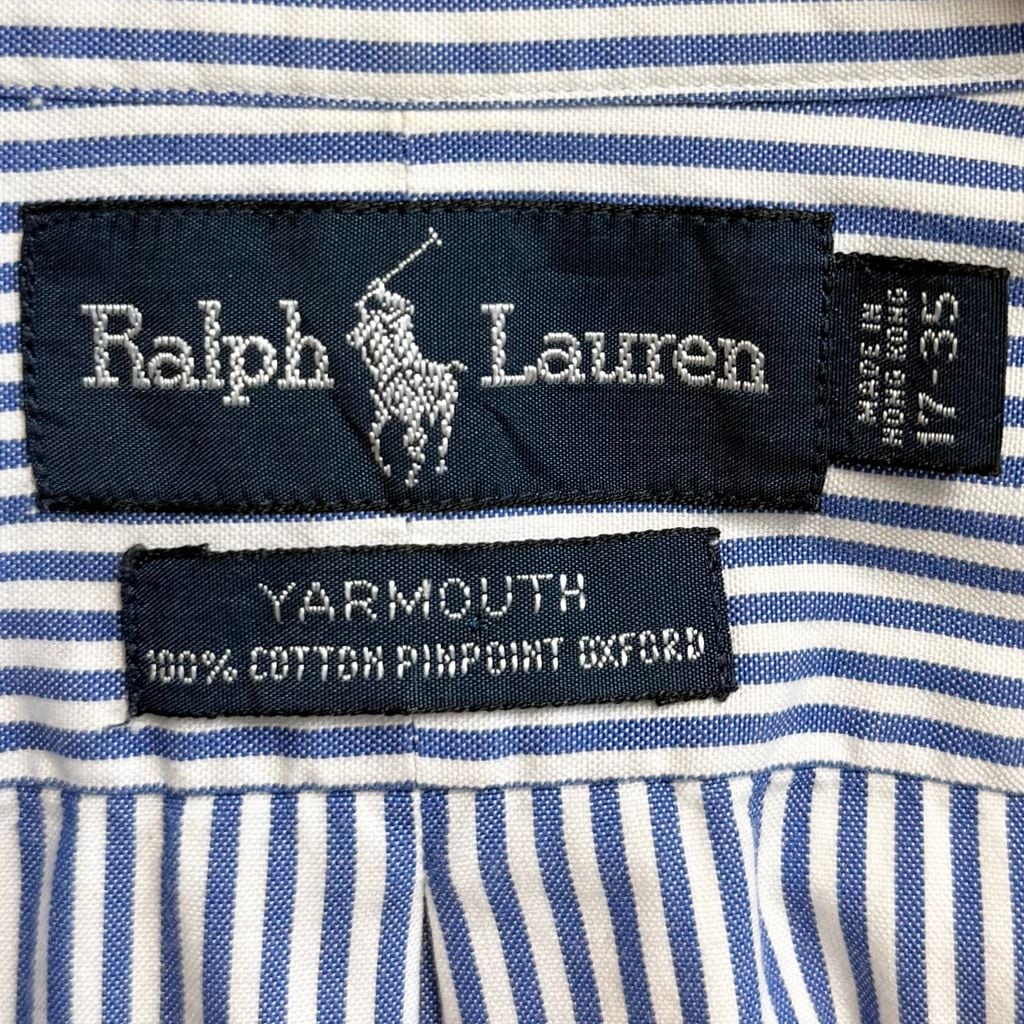 Ralph Lauren
MADE IN
HONG KONG
17-35
YARMOUTH
100% COTTON PINPOINT OXFORD